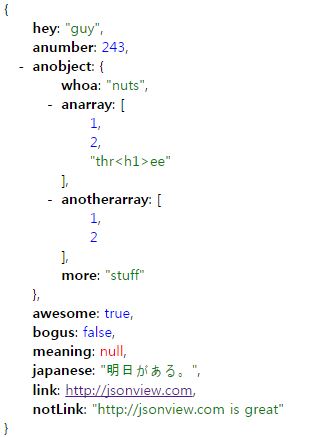 {
hey: "guy",
anumber: 243,
- anobject: {
whoa: "nuts",
- anarray: [
1,
2,
"thr<h1>ee"
],
- anotherarray: [
1,
2
],
more: "stuff"
},
awesome: true,
bogus: false,
meaning: null,
japanese: "明日がある。",
link: http://jsonview.com,
notLink: "http://jsonview.com is great"
}